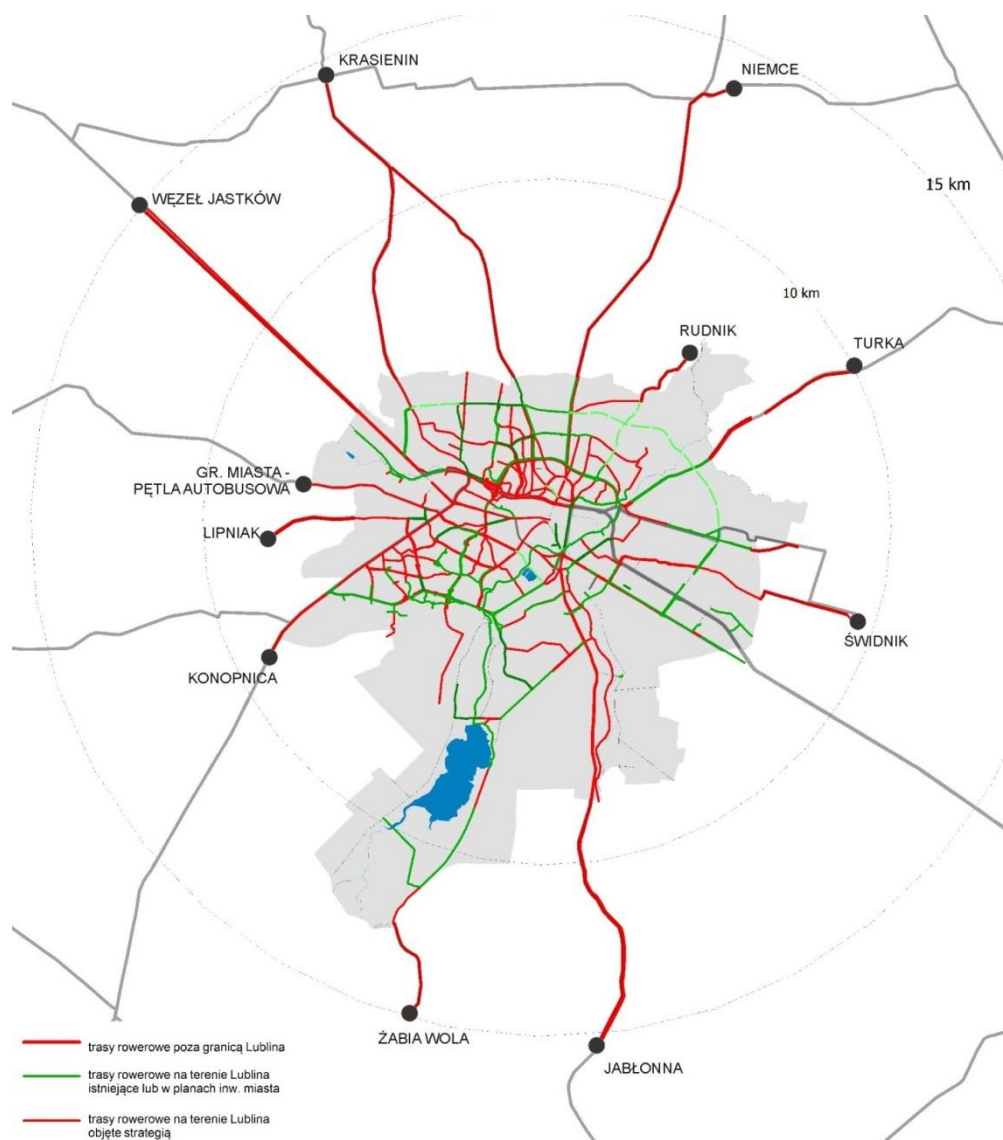 KRASIENIN
NIEMCE
15 km
WĘZEŁ JASTKÓW
10 km
RUDNIK
TURKA
GR. MIASTA -
PĘTLA AUTOBUSOWA
LIPNIAK
ŚWIDNIK
KONOPNICA
ŻABIA WOLA
JABŁONNA
trasy rowerowe poza granicą Lublina
trasy rowerowe na terenie Lublina
istniejące lub w planach inw. miasta
trasy rowerowe na terenie Lublina
objęte strategią